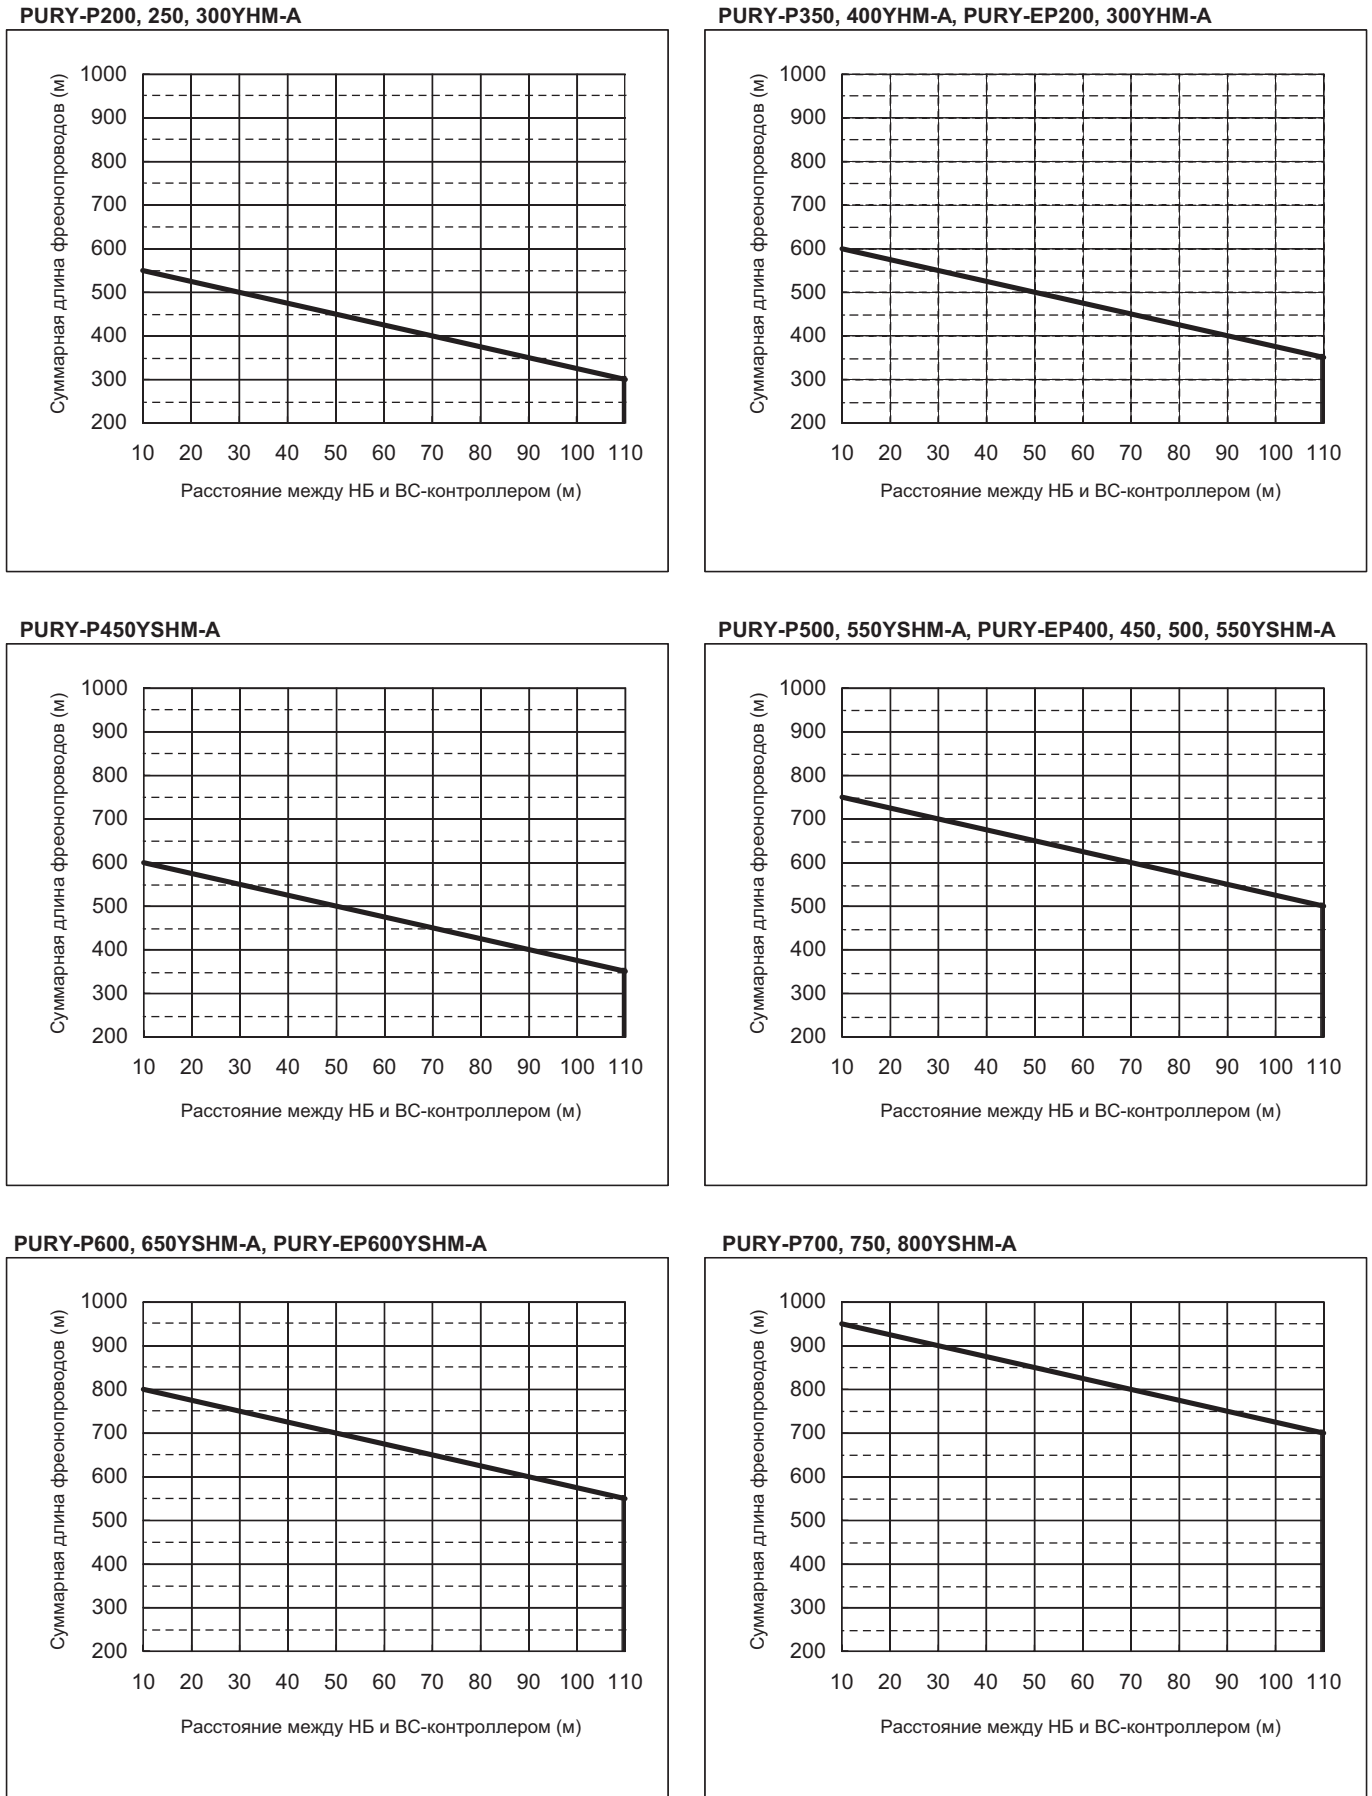 PURY-P200, 250, 300YHM-A
Суммарная длина фреонопроводов (м)
1000
900
800
700
600
500
400
300
200
10 20 30 40 50 60 70 80 90 100 110
Расстояние между НБ и ВС-контроллером (м)
PURY-P350, 400YHM-A, PURY-EP200, 300YHM-A
Суммарная длина фреонопроводов (м)
1000
900
800
700
600
500
400
300
200
10 20 30 40 50 60 70 80 90 100 110
Расстояние между НБ и ВС-контроллером (м)
PURY-P450YSHM-A
Суммарная длина фреонопроводов (м)
1000
900
800
700
600
500
400
300
200
10 20 30 40 50 60 70 80 90 100 110
Расстояние между НБ и ВС-контроллером (м)
PURY-P500, 550YSHM-A, PURY-EP400, 450, 500, 550YSHM-A
Суммарная длина фреонопроводов (м)
1000
900
800
700
600
500
400
300
200
10 20 30 40 50 60 70 80 90 100 110
Расстояние между НБ и ВС-контроллером (м)
PURY-P600, 650YSHM-A, PURY-EP600YSHM-A
Суммарная длина фреонопроводов (м)
1000
900
800
700
600
500
400
300
200
10 20 30 40 50 60 70 80 90 100 110
Расстояние между НБ и ВС-контроллером (м)
PURY-P700, 750, 800YSHM-A
Суммарная длина фреонопроводов (м)
1000
900
800
700
600
500
400
300
200
10 20 30 40 50 60 70 80 90 100 110
Расстояние между НБ и ВС-контроллером (м)